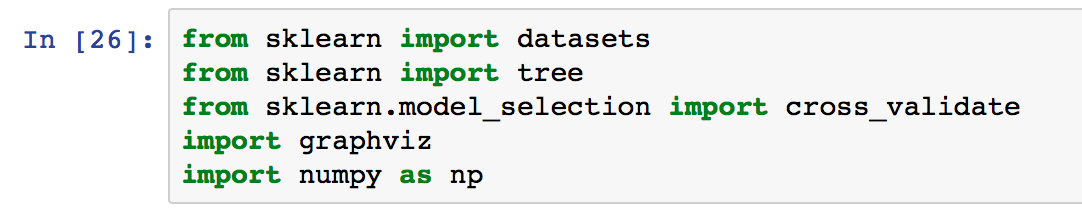 In [26]: from sklearn import datasets
from sklearn import tree
from sklearn.model_selection import cross_validate
import graphviz
import numpy as np